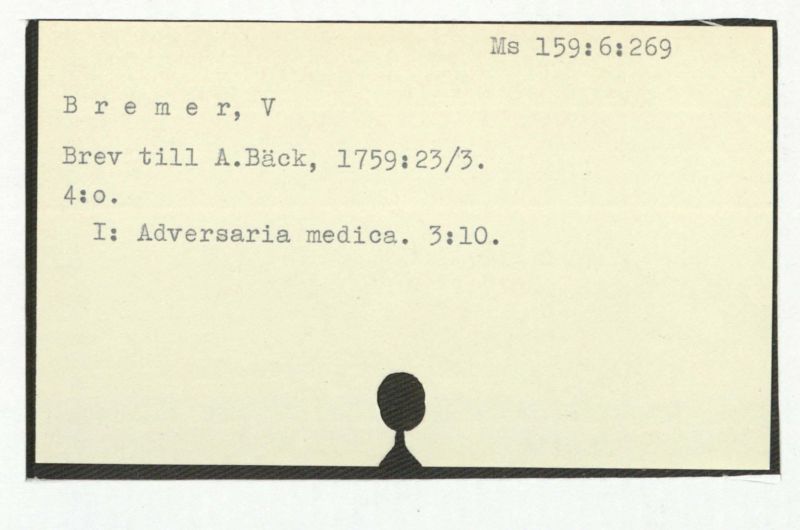 Ms 159:6:269
B r e m e r, V
Brev till A.Bäck, 1759:23/3.
4:o.
I: Adversaria medica. 3:10.